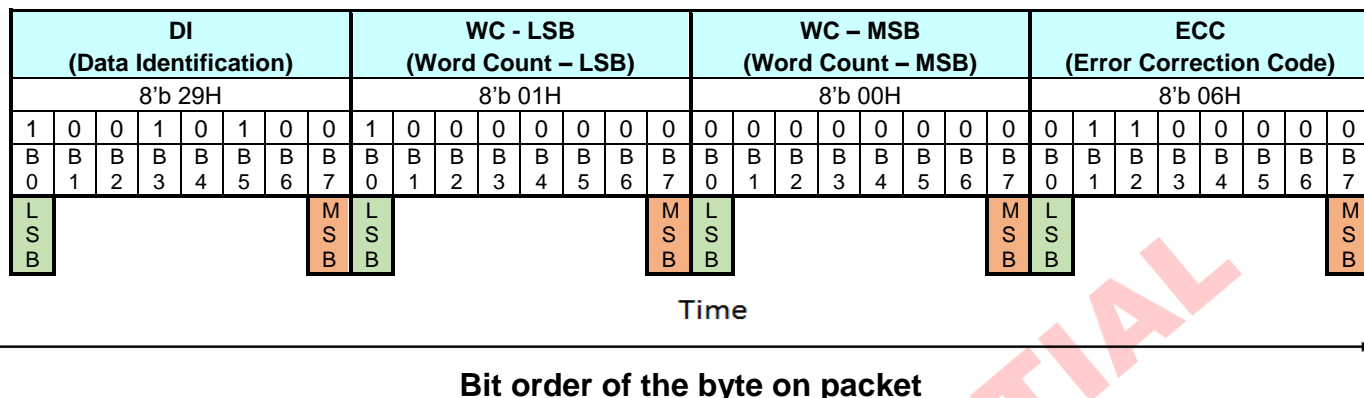 DI WC - LSB WC – MSB ECC
(Data Identification) (Word Count – LSB) (Word Count – MSB) (Error Correction Code)
8’b 29H 8’b 01H 8’b 00H 8’b 06H
1 0 0 1 0 1 0 0 1 0 0 0 0 0 0 0 0 0 0 0 0 0 0 0 0 1 1 0 0 0 0 0
B B B B B B B B B B B B B B B B B B B B B B B B B B B B B B B B
0 1 2 3 4 5 6 7 0 1 2 3 4 5 6 7 0 1 2 3 4 5 6 7 0 1 2 3 4 5 6 7
L M L M L M L M
S S S S S S S S
B B B B B B B B
Time
Bit order of the byte on packet